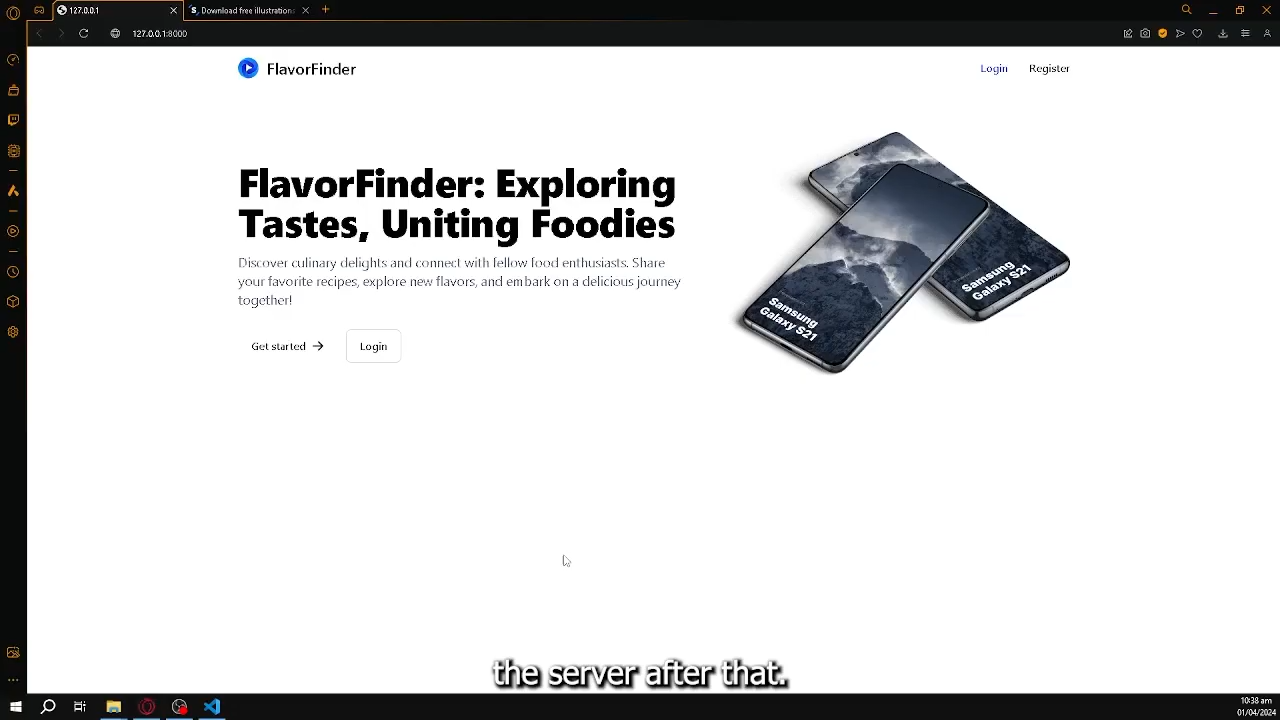 127.0.0.1
Download free illustrations
127.0.0.1:8000
FlavorFinder
Login
Register
FlavorFinder: Exploring
Tastes, Uniting Foodies
Discover culinary delights and connect with fellow food enthusiasts. Share
your favorite recipes, explore new flavors, and embark on a delicious journey
together!
Get started
Login
Samsung
Galaxy S21
Samsung
Galaxy S21
the server after that.
10:38 am
01/04/2024